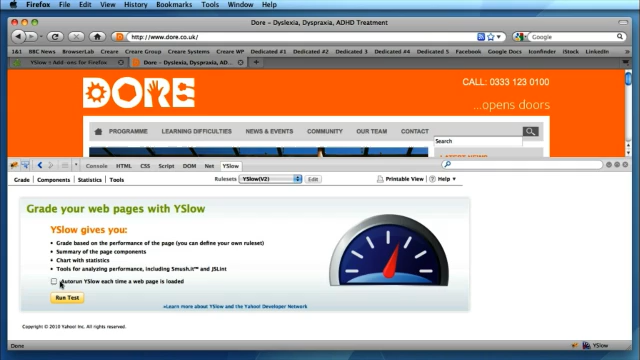 Firefox File Edit View History Bookmarks Tools Window Help
Dore – Dyslexia, Dyspraxia, ADHD Treatment
http://www.dore.co.uk/
Google
1&1 BBC News BrowserLab Creare Creare Group Creare Systems Creare WP Dedicated #1 Dedicated #2 Dedicated #3 Dedicated #4 Dedicated #5 Facebook Google Docs Iconfinder iStock LinkedIn
YSlow :: Add-ons for Firefox
Dore – Dyslexia, Dyspraxia, AD...
DORE
CALL: 0333 123 0100
...opens doors
PROGRAMME LEARNING DIFFICULTIES NEWS & EVENTS COMMUNITY OUR TEAM CONTACT
Search
LATEST NEWS
Console HTML CSS Script DOM Net YSlow
Grade Components Statistics Tools
Rulesets YSlow(V2) Edit
Printable View Help
Grade your web pages with YSlow
YSlow gives you:
• Grade based on the performance of the page (you can define your own ruleset)
• Summary of the page components
• Chart with statistics
• Tools for analyzing performance, including Smush.it™ and JSLint
Autorun YSlow each time a web page is loaded
Run Test
»Learn more about YSlow and the Yahoo! Developer Network
Copyright © 2010 Yahoo! Inc. All rights reserved.
Done
YSlow